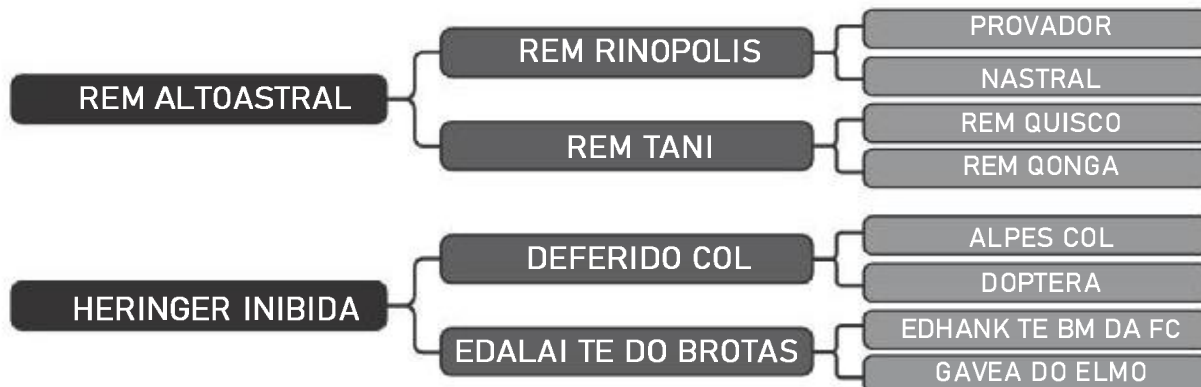 REM ALTOASTRAL
REM RINOPOLIS
PROVADOR
NASTRAL
REM TANI
REM QUISCO
REM QONGA
HERINGER INIBIDA
DEFERIDO COL
ALPES COL
DOPTERA
EDALAI TE DO BROTAS
EDHANK TE BM DA FC
GAVEA DO ELMO